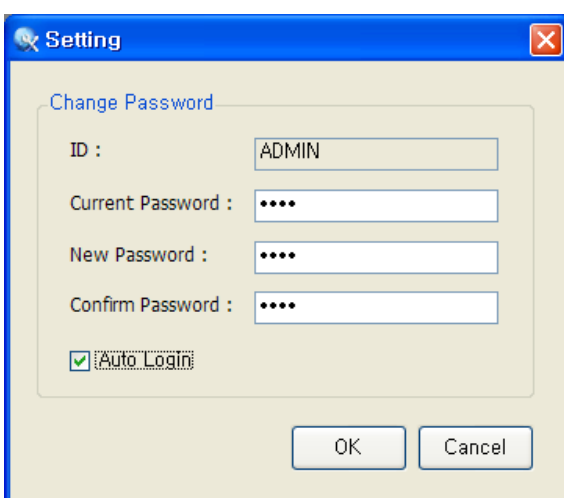 Setting
Change Password
ID :
ADMIN
Current Password :
••••
New Password :
••••
Confirm Password :
••••
Auto Login
OK
Cancel